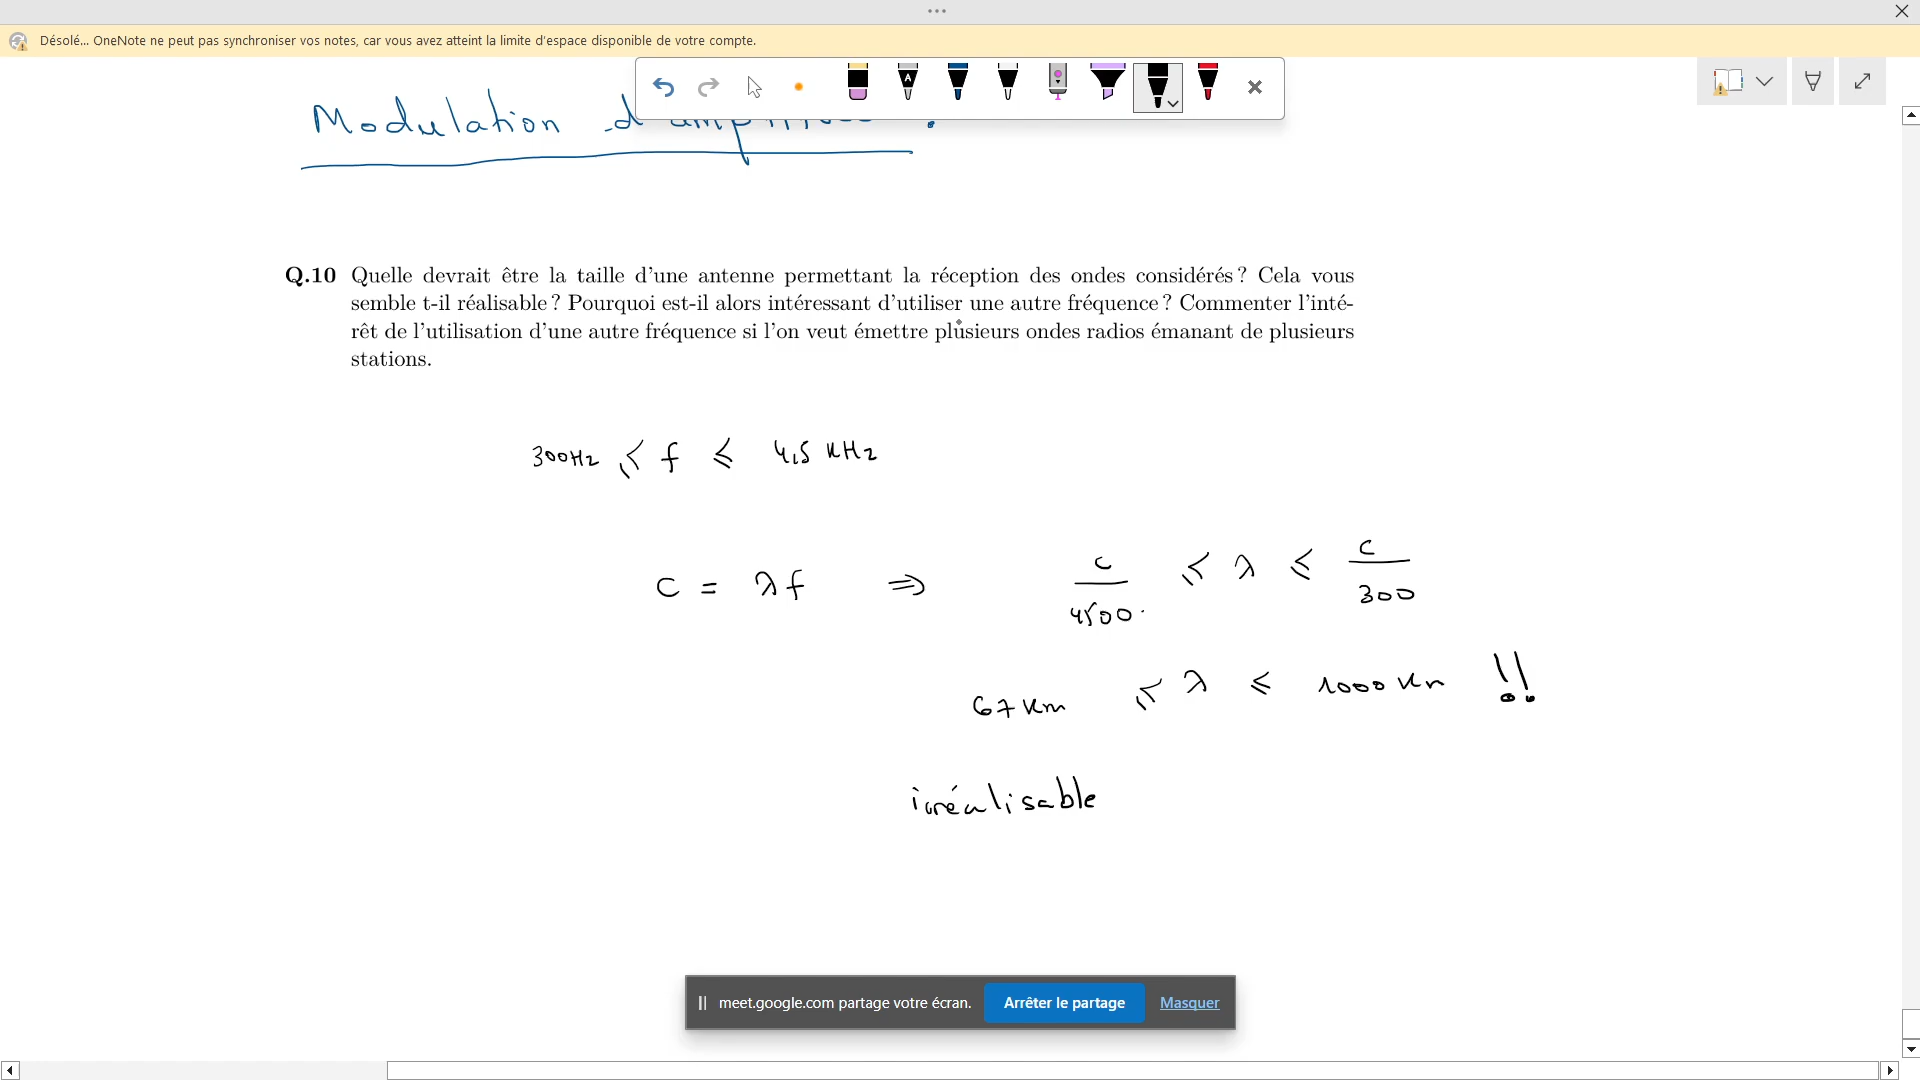 Désolé... OneNote ne peut pas synchroniser vos notes, car vous avez atteint la limite d'espace disponible de votre compte.
Modulation d'
Q.10 Quelle devrait être la taille d'une antenne permettant la réception des ondes considérés ? Cela vous
semble t-il réalisable ? Pourquoi est-il alors intéressant d'utiliser une autre fréquence ? Commenter l'inté-
rêt de l'utilisation d'une autre fréquence si l'on veut émettre plusieurs ondes radios émanant de plusieurs
stations.
300Hz ⩽ f ⩽ 4,5 KHz
c = λf ⇒ c/4500 ⩽ λ ⩽ c/300
67 Km ⩽ λ ⩽ 1000 Km !!
irréalisable
meet.google.com partage votre écran. Arrêter le partage Masquer